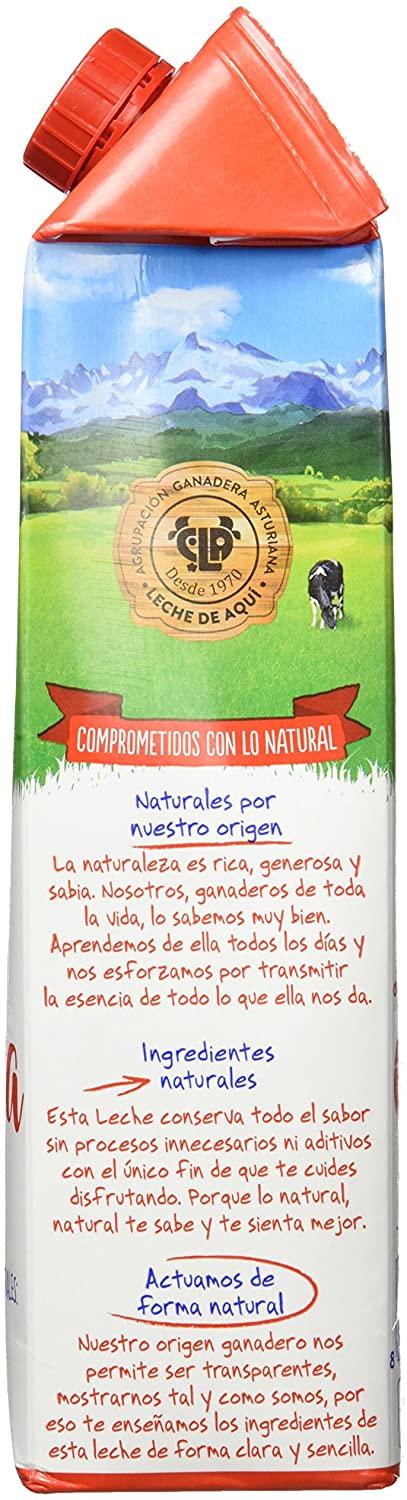 AGRUPACIÓN GANADERA ASTURIANA
CLA
Desde 1970
• LECHE DE AQUÍ •
COMPROMETIDOS CON LO NATURAL
Naturales por
nuestro origen
La naturaleza es rica, generosa y
sabia. Nosotros, ganaderos de toda
la vida, lo sabemos muy bien.
Aprendemos de ella todos los días y
nos esforzamos por transmitir
la esencia de todo lo que ella nos da.
Ingredientes
naturales
Esta Leche conserva todo el sabor
sin procesos innecesarios ni aditivos
con el único fin de que te cuides
disfrutando. Porque lo natural,
natural te sabe y te sienta mejor.
Actuamos de
forma natural
Nuestro origen ganadero nos
permite ser transparentes,
mostrarnos tal y como somos, por
eso te enseñamos los ingredientes de
esta leche de forma clara y sencilla.